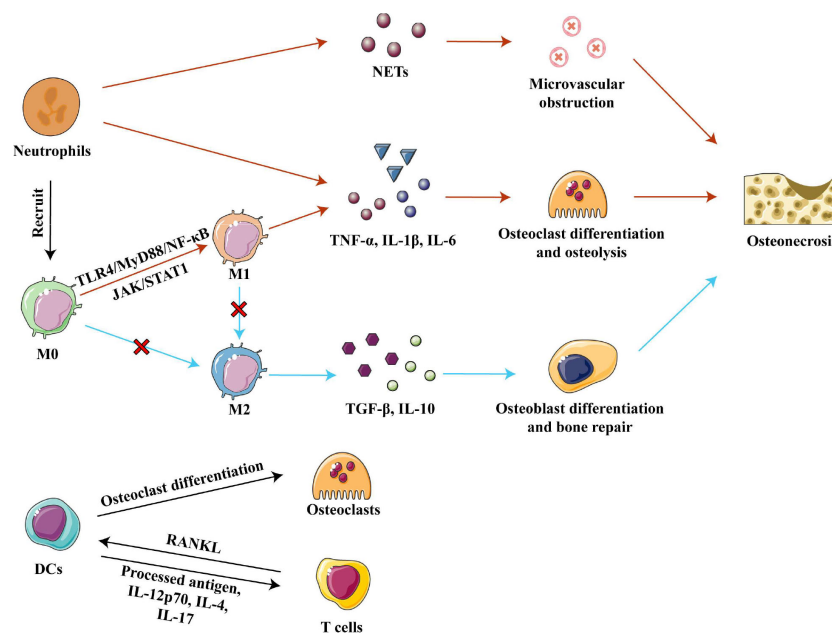 NETs
Microvascular
obstruction
Neutrophils
Recruit
TLR4/MyD88/NF-κB
JAK/STAT1
M1
TNF-α, IL-1β, IL-6
Osteoclast differentiation
and osteolysis
Osteonecrosi
M0
M2
TGF-β, IL-10
Osteoblast differentiation
and bone repair
Osteoclast differentiation
Osteoclasts
DCs
RANKL
Processed antigen,
IL-12p70, IL-4,
IL-17
T cells